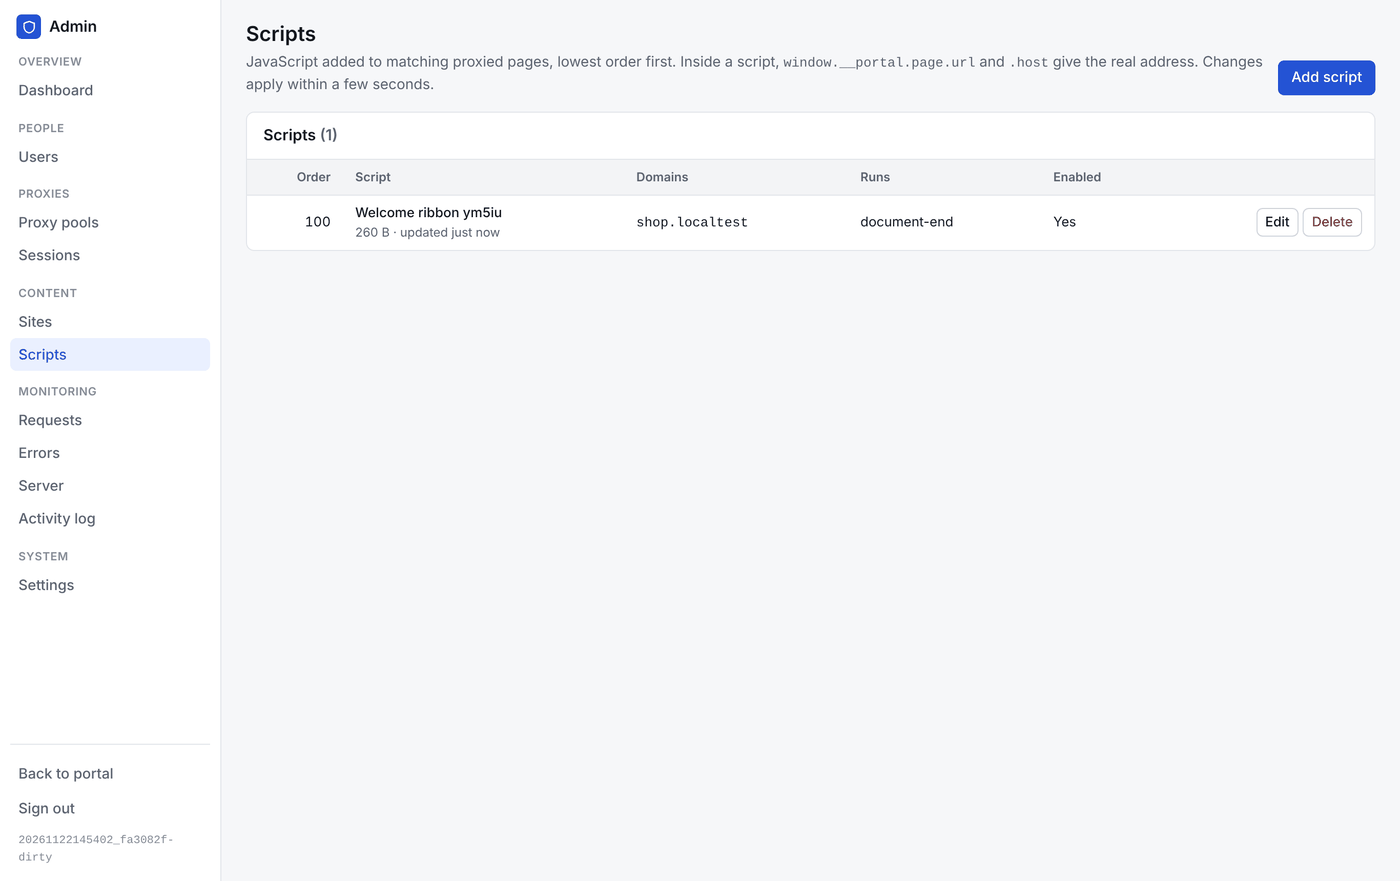 Admin
OVERVIEW
Dashboard
PEOPLE
Users
PROXIES
Proxy pools
Sessions
CONTENT
Sites
Scripts
MONITORING
Requests
Errors
Server
Activity log
SYSTEM
Settings
Back to portal
Sign out
20261122145402_fa3082f-
dirty
Scripts
JavaScript added to matching proxied pages, lowest order first. Inside a script, window.__portal.page.url and .host give the real address. Changes
apply within a few seconds.
Add script
Scripts (1)
Order Script Domains Runs Enabled
100 Welcome ribbon ym5iu shop.localtest document-end Yes Edit Delete
260 B · updated just now